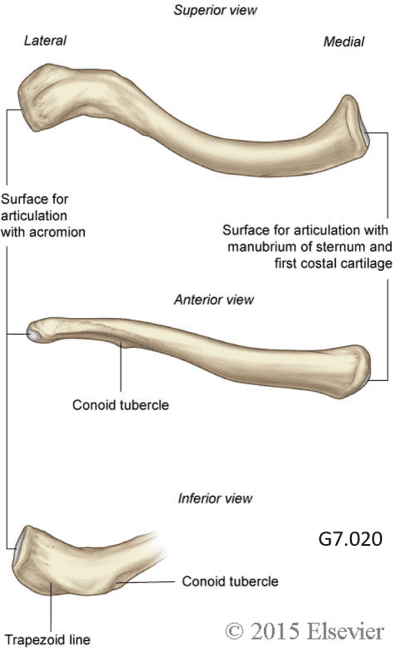 Superior view
Lateral
Medial
Surface for
articulation
with acromion
Surface for articulation with
manubrium of sternum and
first costal cartilage
Anterior view
Conoid tubercle
Inferior view
G7.020
Conoid tubercle
Trapezoid line
© 2015 Elsevier